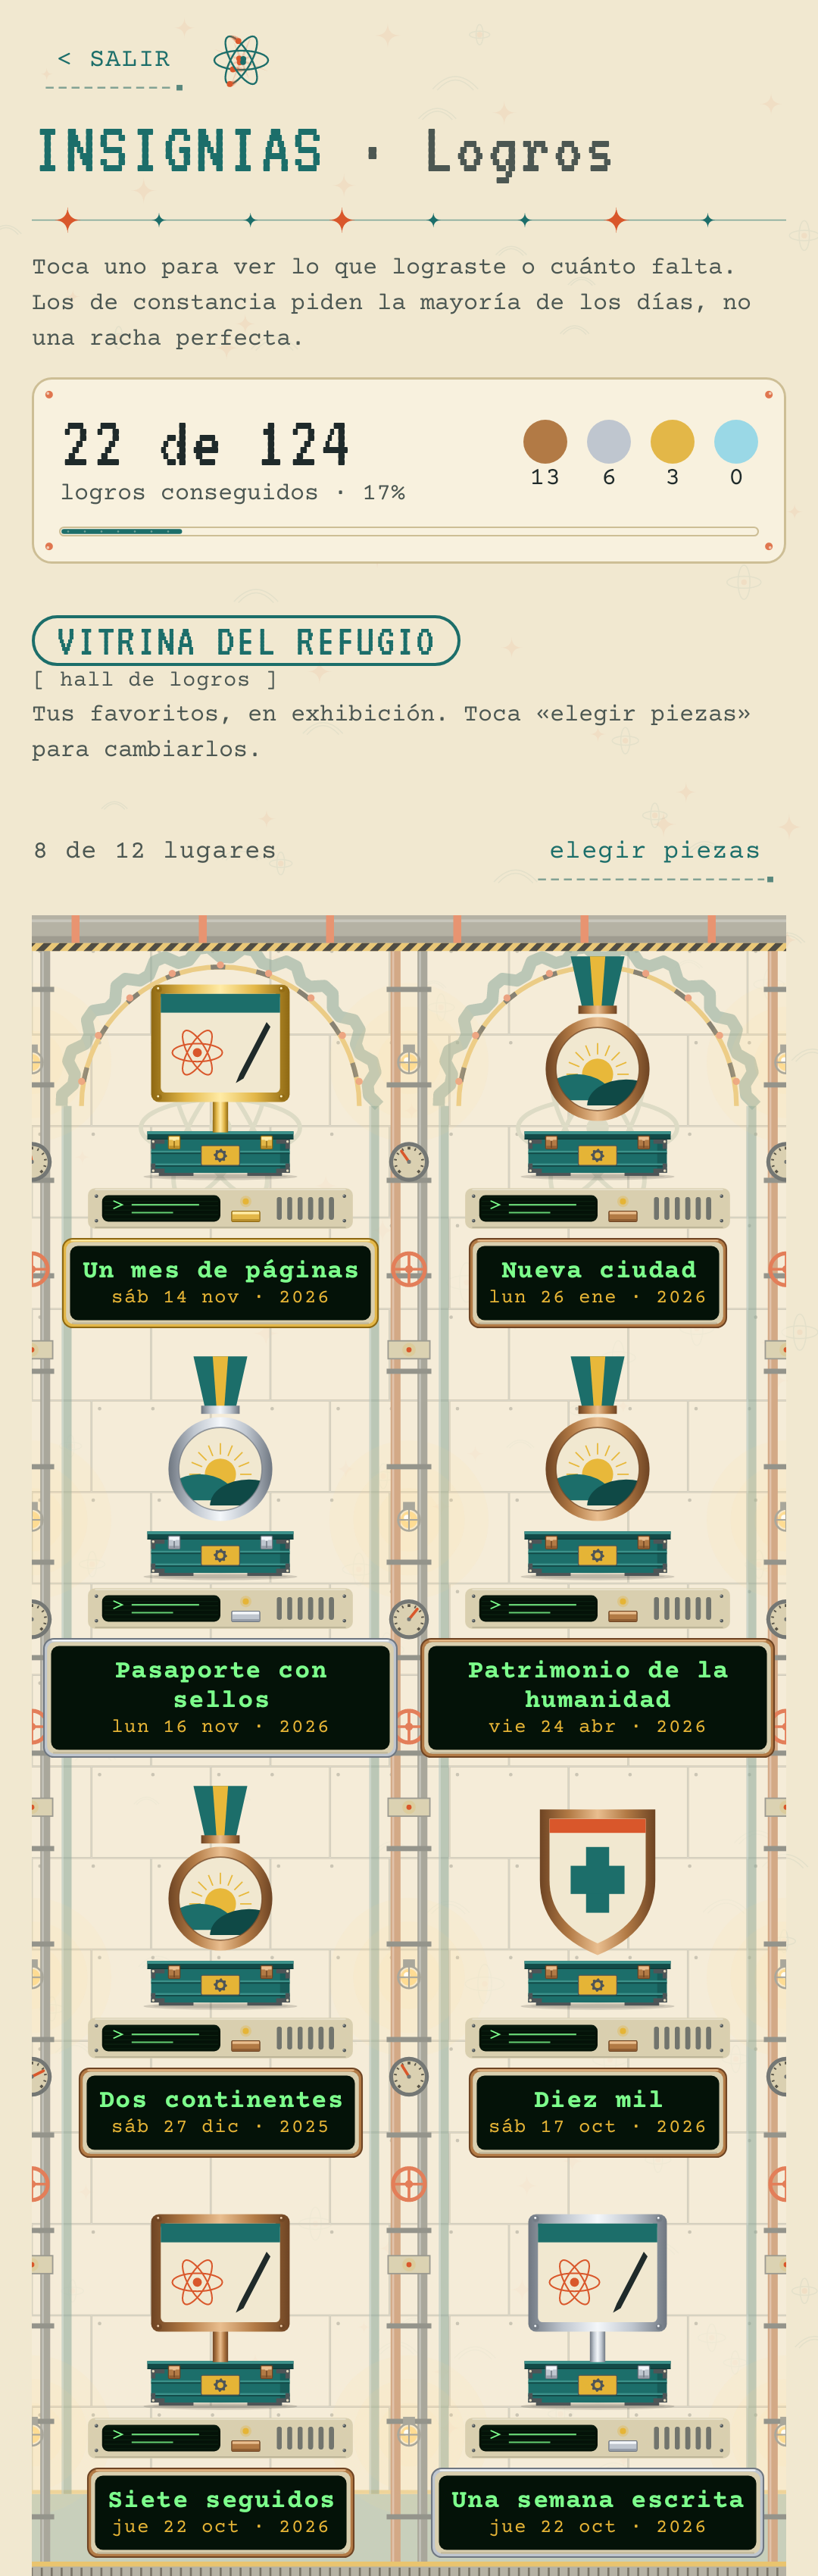 < SALIR
INSIGNIAS · Logros
Toca uno para ver lo que lograste o cuánto falta.
Los de constancia piden la mayoría de los días, no
una racha perfecta.
22 de 124
logros conseguidos · 17%
13 6 3 0
VITRINA DEL REFUGIO
[ hall de logros ]
Tus favoritos, en exhibición. Toca «elegir piezas»
para cambiarlos.
8 de 12 lugares
elegir piezas
>
Un mes de páginas
sáb 14 nov · 2026
>
Nueva ciudad
lun 26 ene · 2026
>
Pasaporte con
sellos
lun 16 nov · 2026
>
Patrimonio de la
humanidad
vie 24 abr · 2026
>
Dos continentes
sáb 27 dic · 2025
>
Diez mil
sáb 17 oct · 2026
>
Siete seguidos
jue 22 oct · 2026
>
Una semana escrita
jue 22 oct · 2026